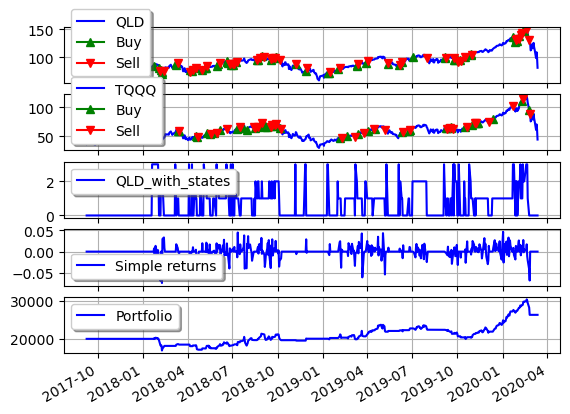 QLD
Buy
Sell
150
100
TQQQ
Buy
Sell
100
50
QLD_with_states
2
0
0.05
0.00
−0.05
Simple returns
30000
20000
Portfolio
2017-10
2018-01
2018-04
2018-07
2018-10
2019-01
2019-04
2019-07
2019-10
2020-01
2020-04